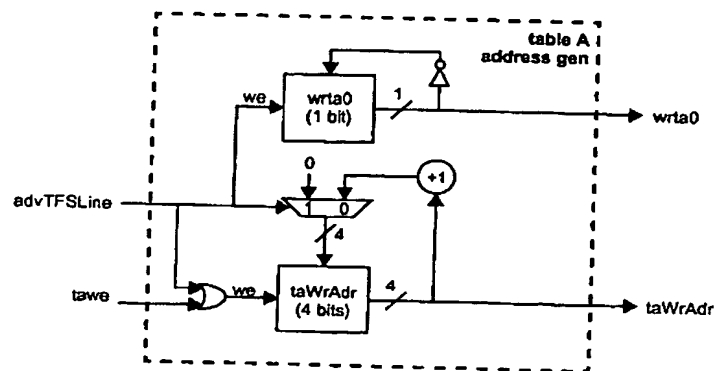 table A
address gen
1
we
wrta0
(1 bit)
wrta0
0
+1
advTFSLine
1 0
4
tawe
we
taWrAdr
(4 bits)
4
taWrAdr